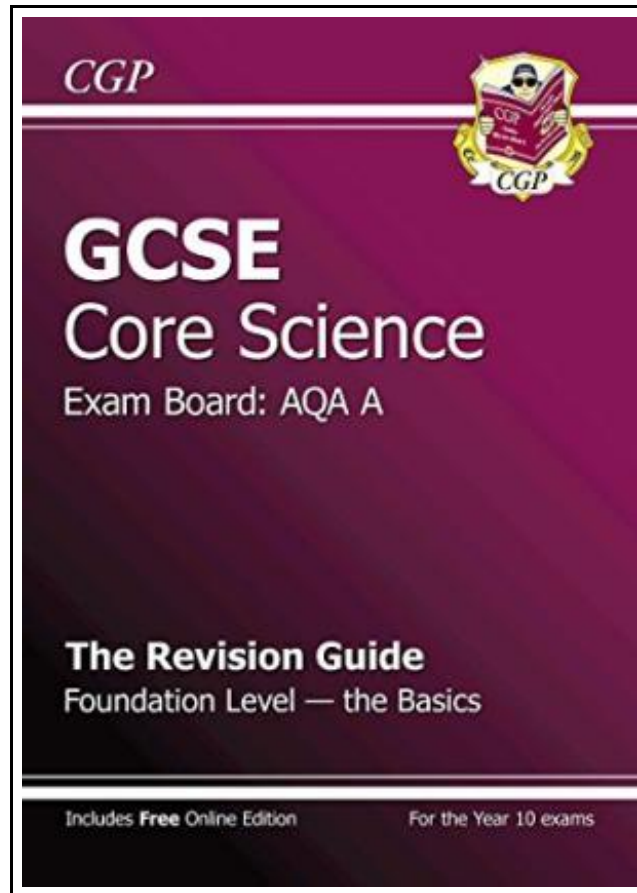 CGP
CGP
CGP
GCSE
Core Science
Exam Board: AQA A
The Revision Guide
Foundation Level — the Basics
Includes Free Online Edition
For the Year 10 exams